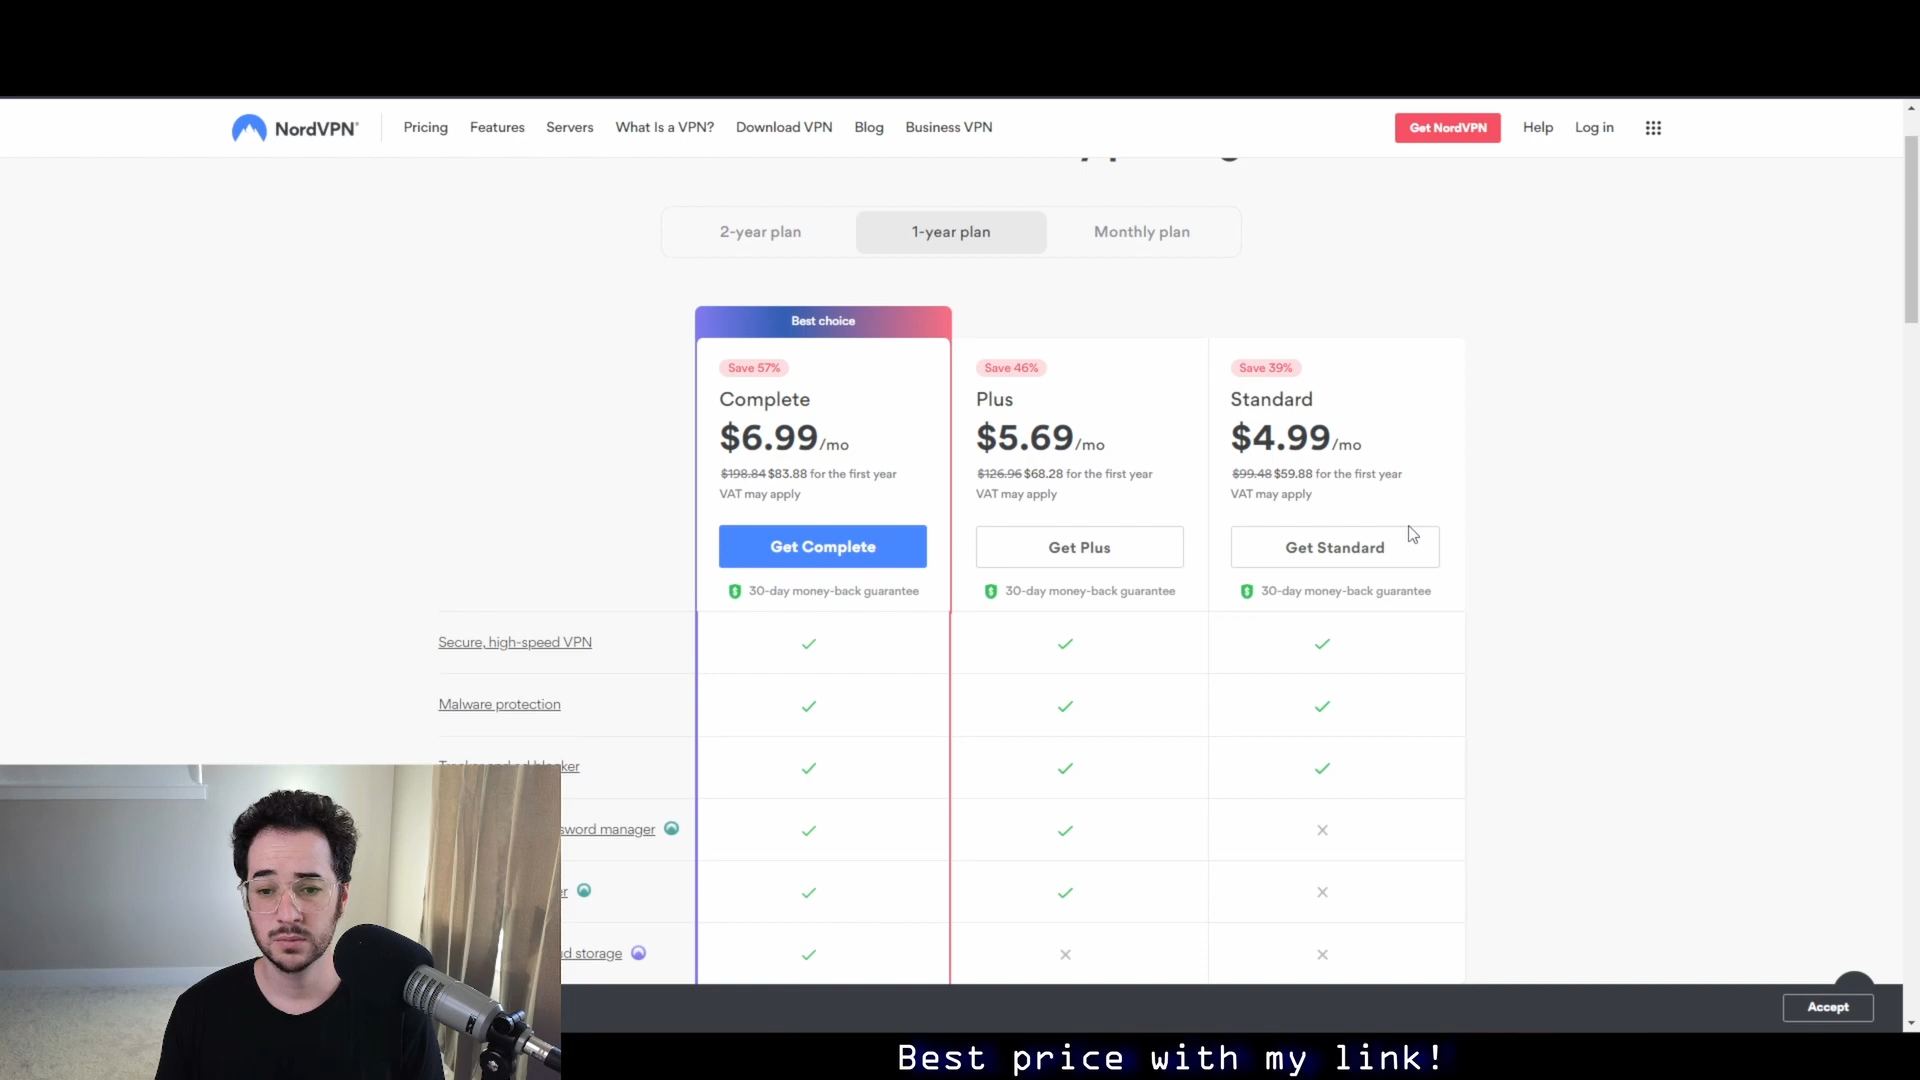 NordVPN®
Pricing
Features
Servers
What Is a VPN?
Download VPN
Blog
Business VPN
Get NordVPN
Help
Log in
2-year plan
1-year plan
Monthly plan
Best choice
Save 57%
Complete
$6.99/mo
$198.84 $83.88 for the first year
VAT may apply
Get Complete
30-day money-back guarantee
Save 46%
Plus
$5.69/mo
$126.96 $68.28 for the first year
VAT may apply
Get Plus
30-day money-back guarantee
Save 39%
Standard
$4.99/mo
$99.48 $59.88 for the first year
VAT may apply
Get Standard
30-day money-back guarantee
Secure, high-speed VPN
Malware protection
manager
storage
Accept
Best price with my link!